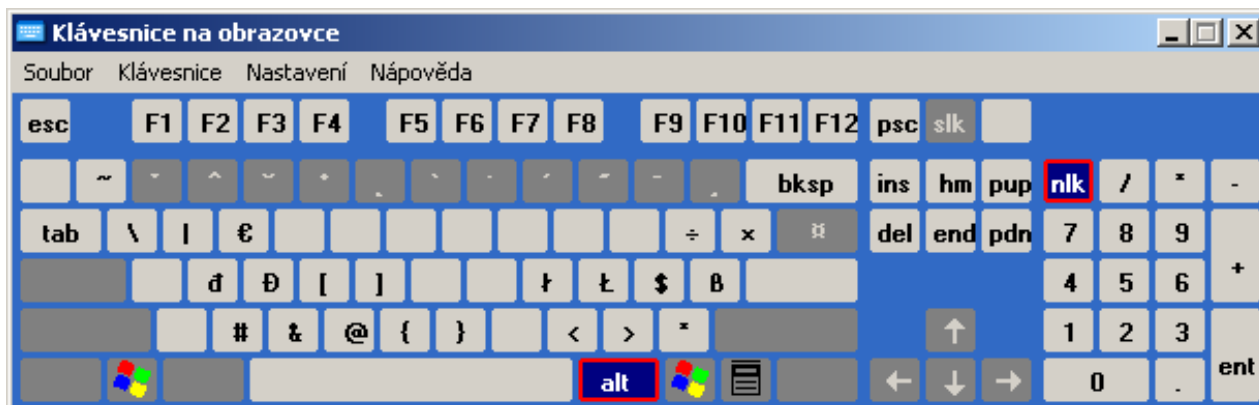 Klávesnice na obrazovce
Soubor Klávesnice Nastavení Nápověda
esc F1 F2 F3 F4 F5 F6 F7 F8 F9 F10 F11 F12 psc slk
~ ˇ ^ ˘ ° ˛ ` ˙ ´ ˝ ¨ ¸ bksp ins hm pup nlk / * -
tab \ | € ÷ × ¤ del end pdn 7 8 9 +
đ Đ [ ] ł Ł $ ß 4 5 6
# & @ { } < > * 1 2 3 ent
alt 0 .